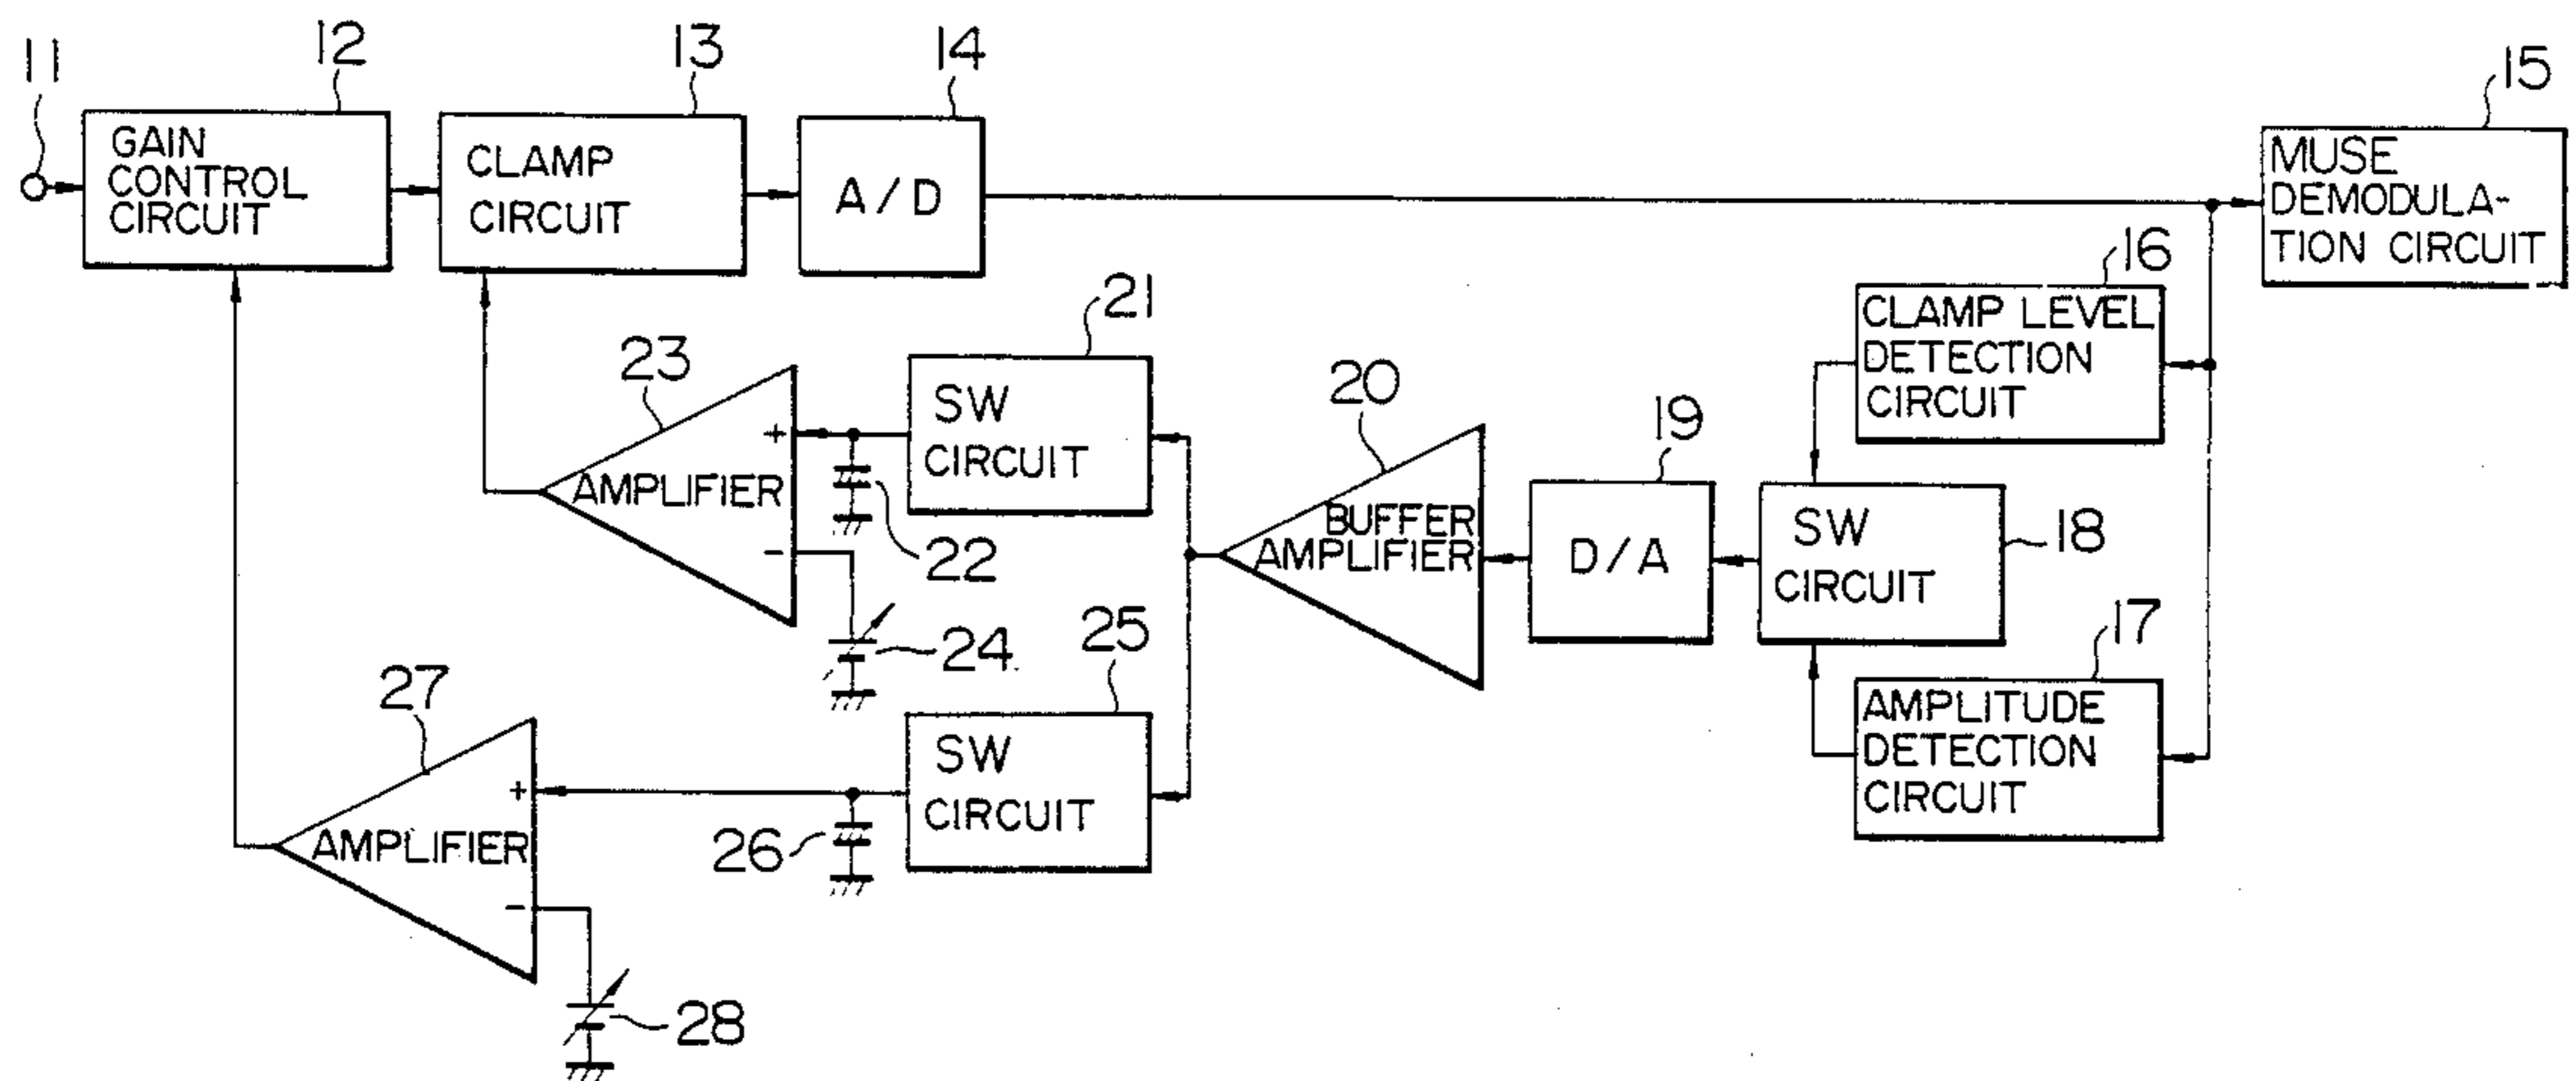 11
12
13
14
15
GAIN
CONTROL
CIRCUIT
CLAMP
CIRCUIT
A/D
MUSE
DEMODULA-
TION CIRCUIT
16
CLAMP LEVEL
DETECTION
CIRCUIT
21
SW
CIRCUIT
23
+
AMPLIFIER
-
22
24
20
BUFFER
AMPLIFIER
19
D/A
18
SW
CIRCUIT
17
AMPLITUDE
DETECTION
CIRCUIT
25
SW
CIRCUIT
26
27
+
AMPLIFIER
-
28